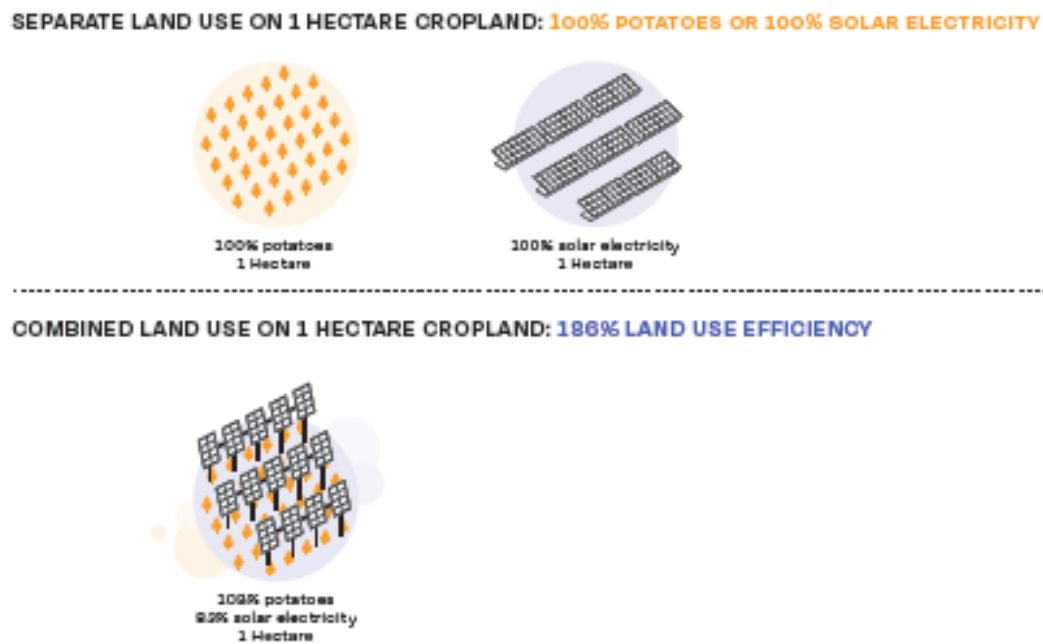 SEPARATE LAND USE ON 1 HECTARE CROPLAND: 100% POTATOES OR 100% SOLAR ELECTRICITY
100% potatoes
1 Hectare
100% solar electricity
1 Hectare
COMBINED LAND USE ON 1 HECTARE CROPLAND: 186% LAND USE EFFICIENCY
potatoes
solar electricity
1 Hectare